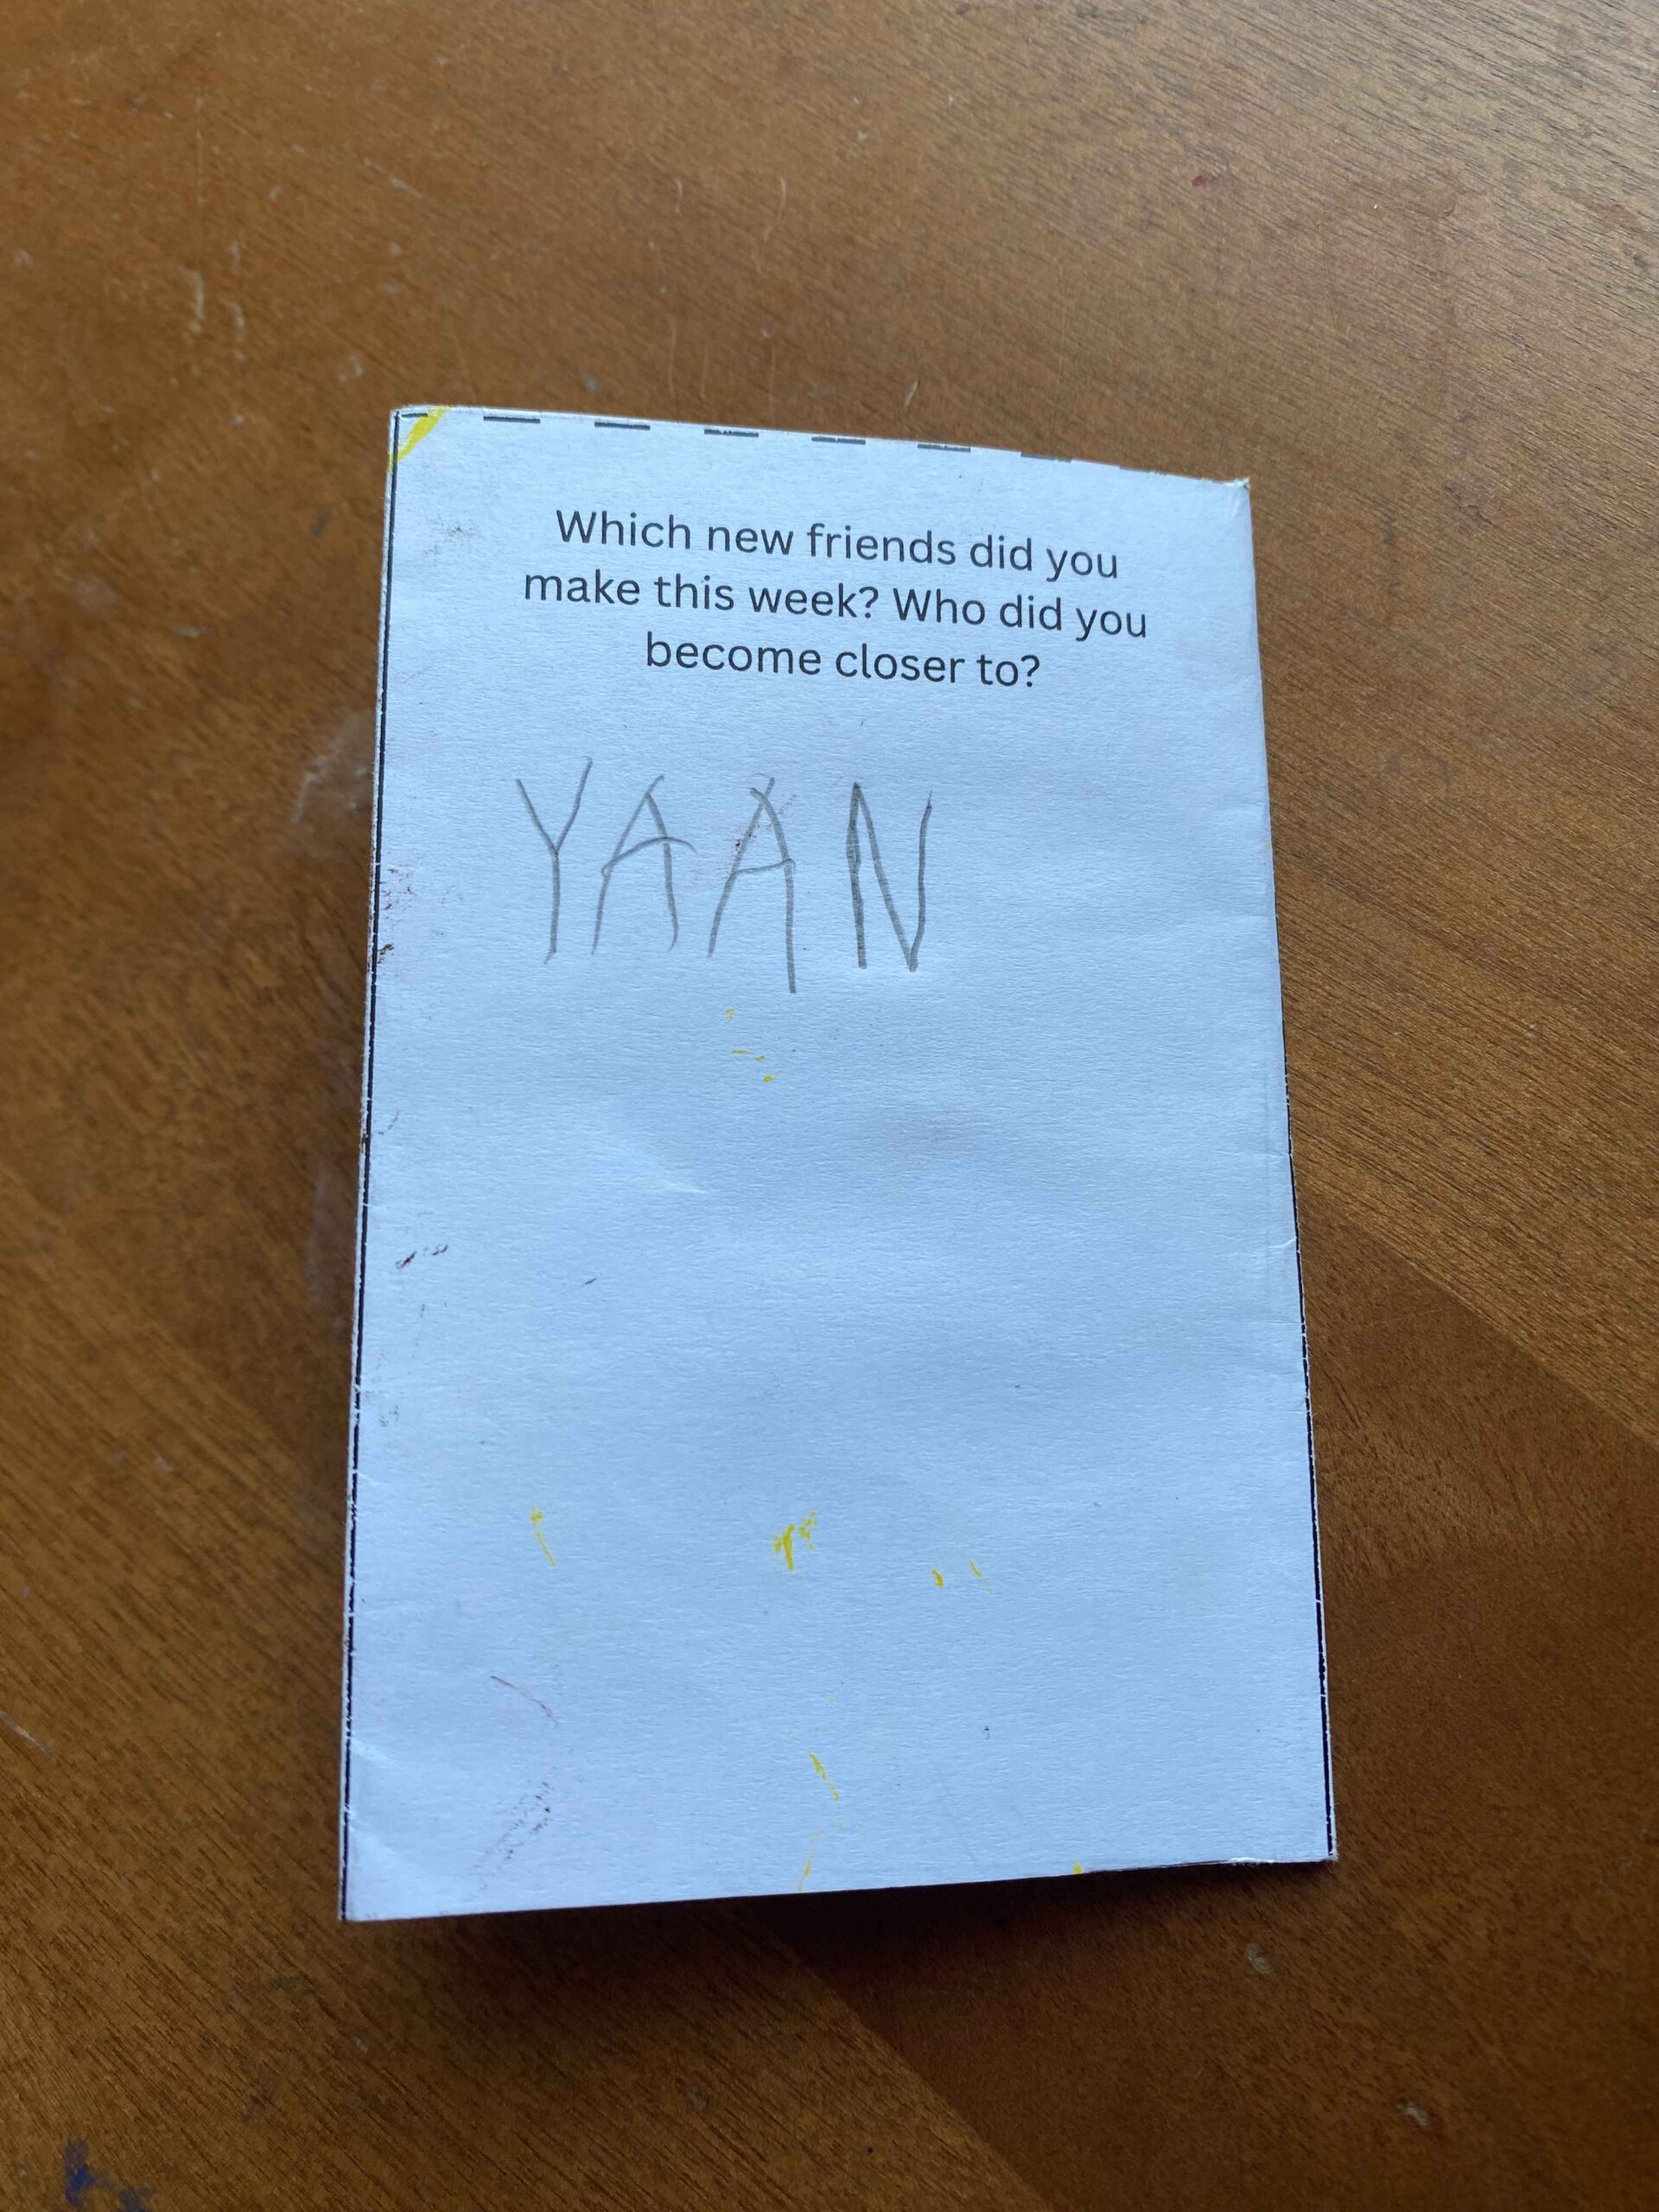 Which new friends did you
make this week? Who did you
become closer to?
YAAN